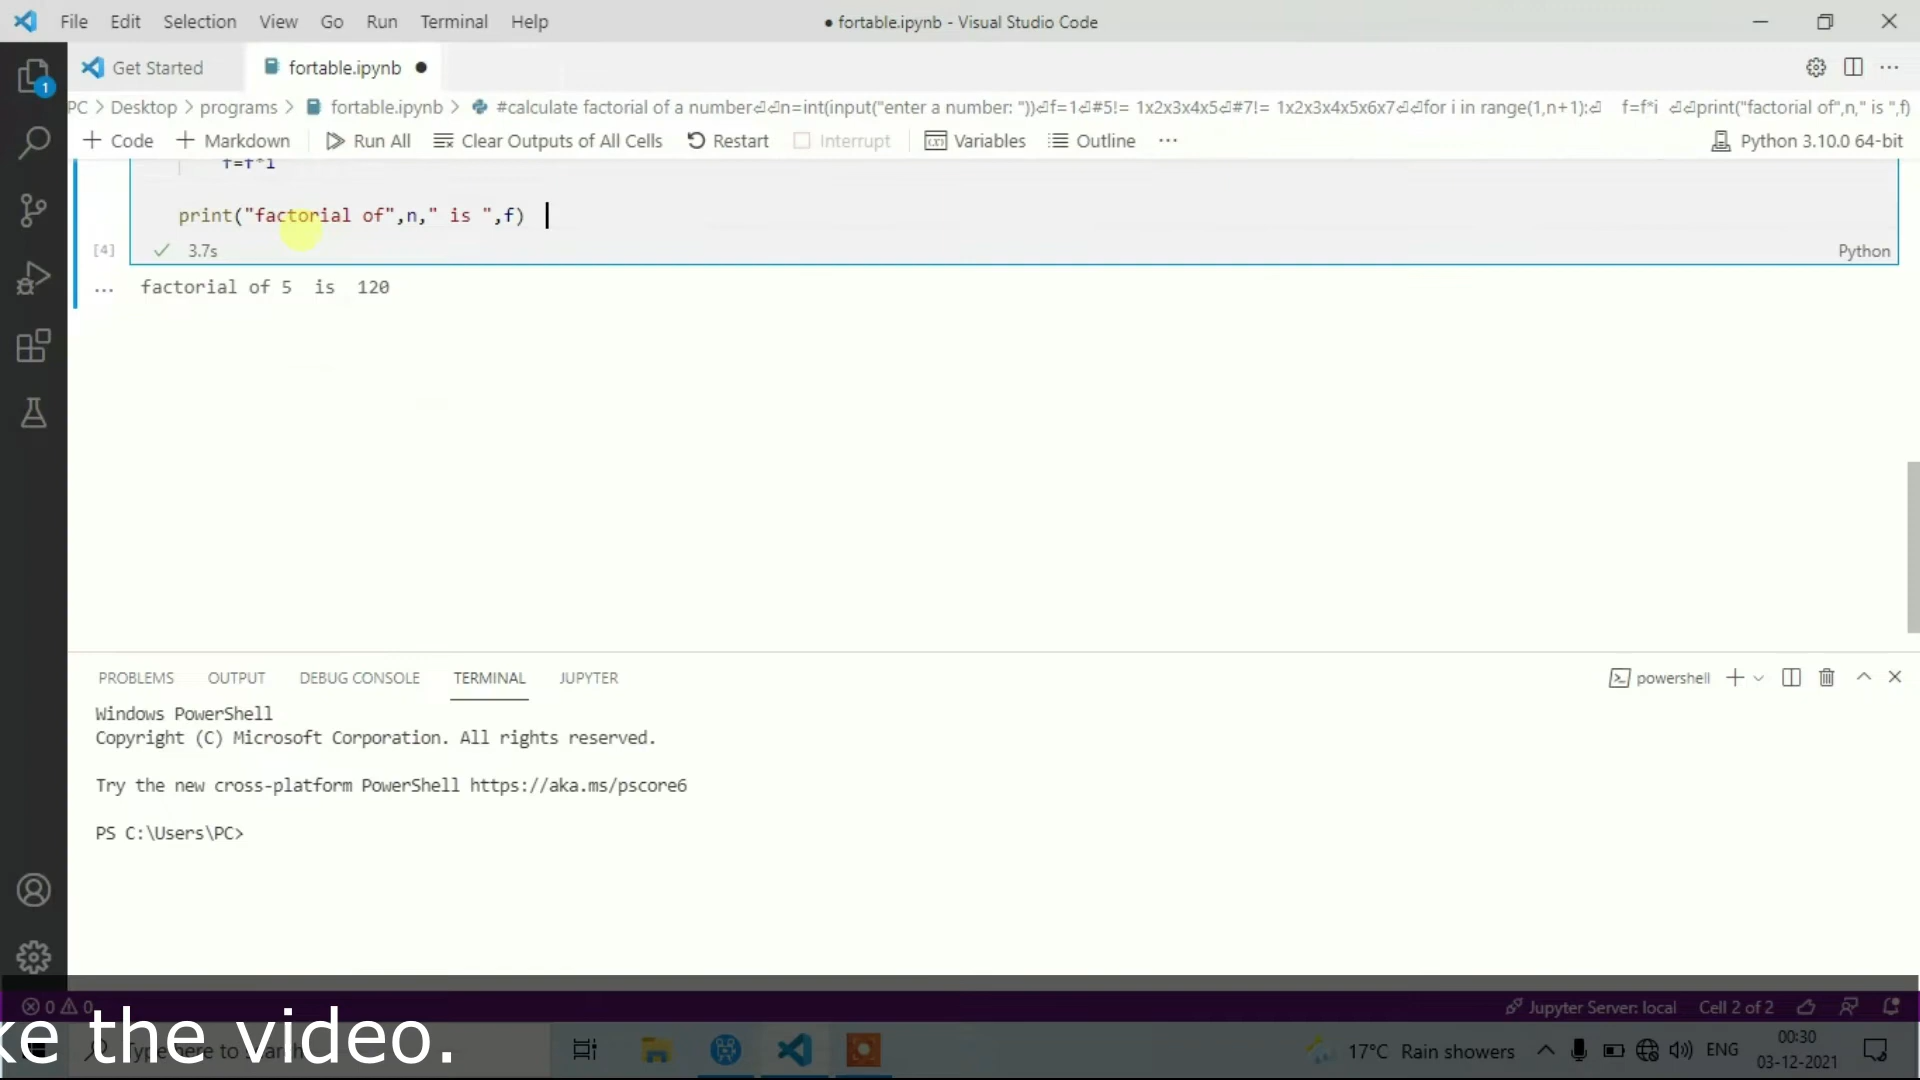 File Edit Selection View Go Run Terminal Help
● fortable.ipynb - Visual Studio Code
Get Started
fortable.ipynb ●
1
PC > Desktop > programs > fortable.ipynb > #calculate factorial of a number⏎⏎n=int(input("enter a number: "))⏎f=1⏎#5!= 1x2x3x4x5⏎#7!= 1x2x3x4x5x6x7⏎⏎for i in range(1,n+1):⏎ f=f*i ⏎⏎print("factorial of",n," is ",f)
+ Code + Markdown Run All Clear Outputs of All Cells Restart Interrupt Variables Outline ··· Python 3.10.0 64-bit
f=f*i
print("factorial of",n," is ",f)
[4] ✓ 3.7s Python
... factorial of 5  is  120
PROBLEMS OUTPUT DEBUG CONSOLE TERMINAL JUPYTER
powershell
Windows PowerShell
Copyright (C) Microsoft Corporation. All rights reserved.
Try the new cross-platform PowerShell https://aka.ms/pscore6
PS C:\Users\PC>
0 0 Jupyter Server: local Cell 2 of 2
ke the video.
Type here to search
17°C Rain showers ENG
00:30
03-12-2021